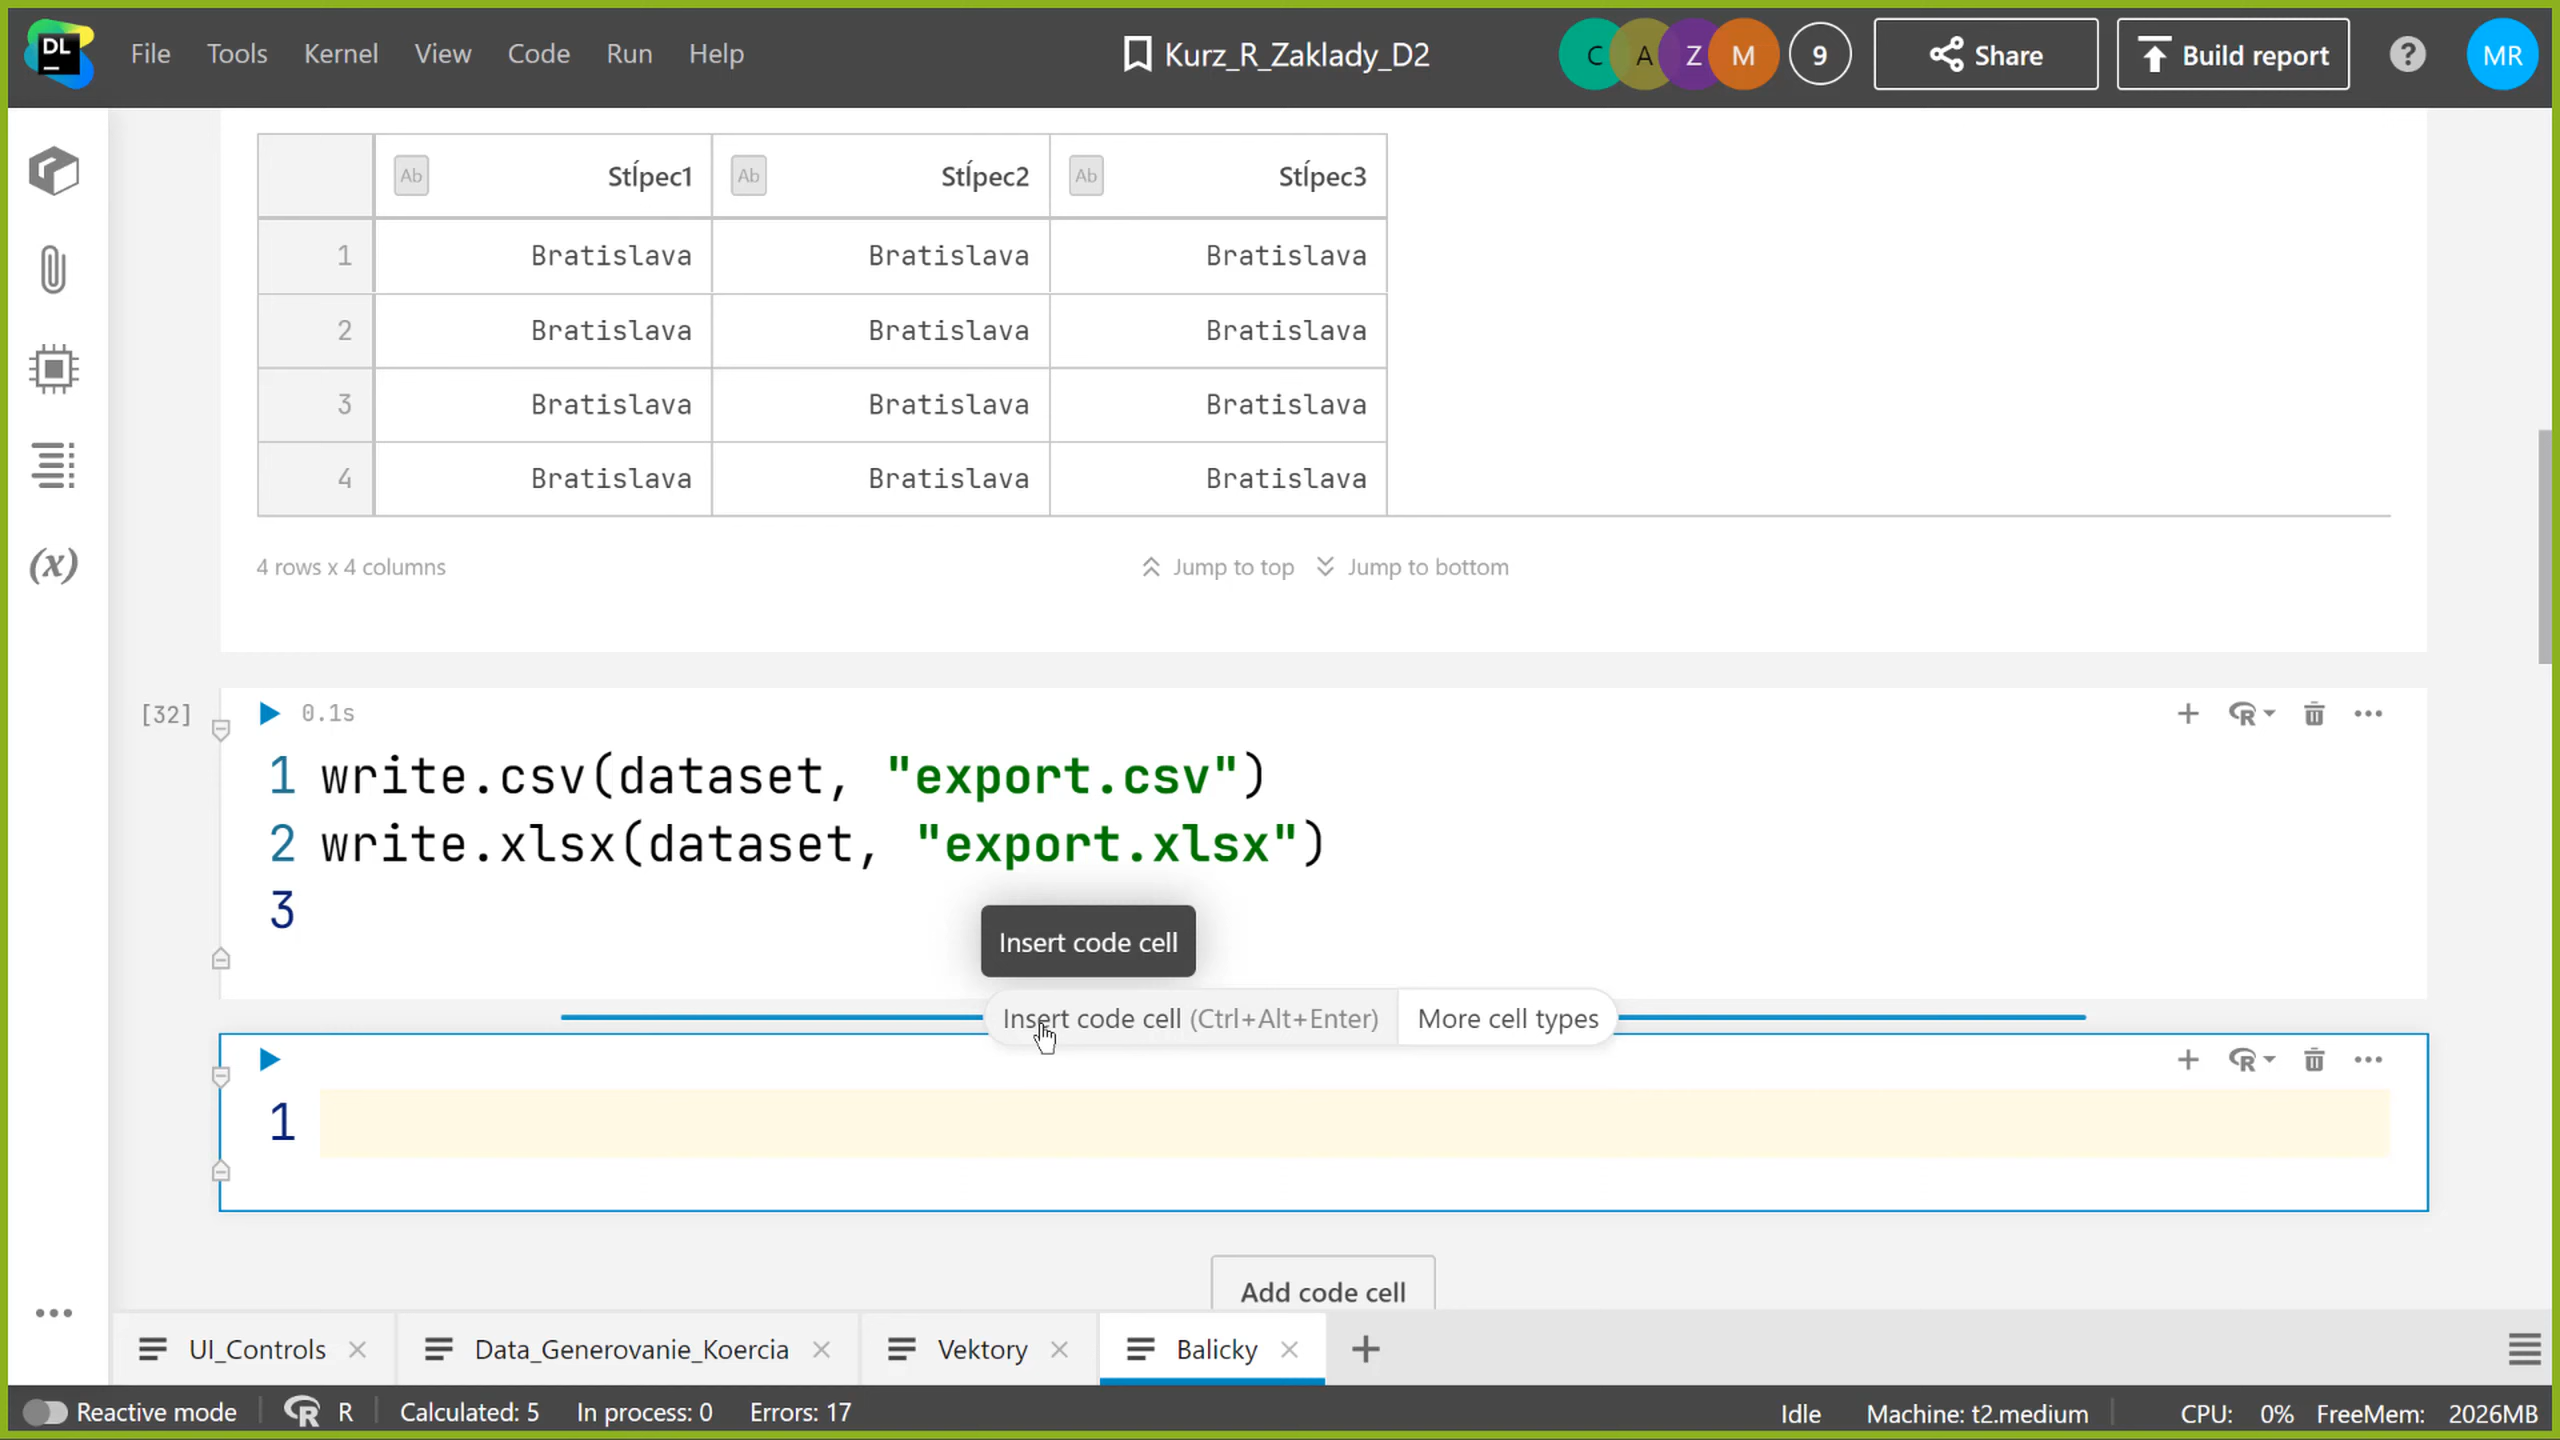 DL File Tools Kernel View Code Run Help Kurz_R_Zaklady_D2 C A Z M 9 Share Build report ? MR
Ab Stĺpec1 Ab Stĺpec2 Ab Stĺpec3
1 Bratislava Bratislava Bratislava
2 Bratislava Bratislava Bratislava
3 Bratislava Bratislava Bratislava
4 Bratislava Bratislava Bratislava
4 rows x 4 columns Jump to top Jump to bottom
(x)
[32] 0.1s R
1 write.csv(dataset, "export.csv")
2 write.xlsx(dataset, "export.xlsx")
3
Insert code cell
Insert code cell (Ctrl+Alt+Enter) More cell types
R
1
Add code cell
UI_Controls Data_Generovanie_Koercia Vektory Balicky
Reactive mode R R Calculated: 5 In process: 0 Errors: 17 Idle Machine: t2.medium CPU: 0% FreeMem: 2026MB